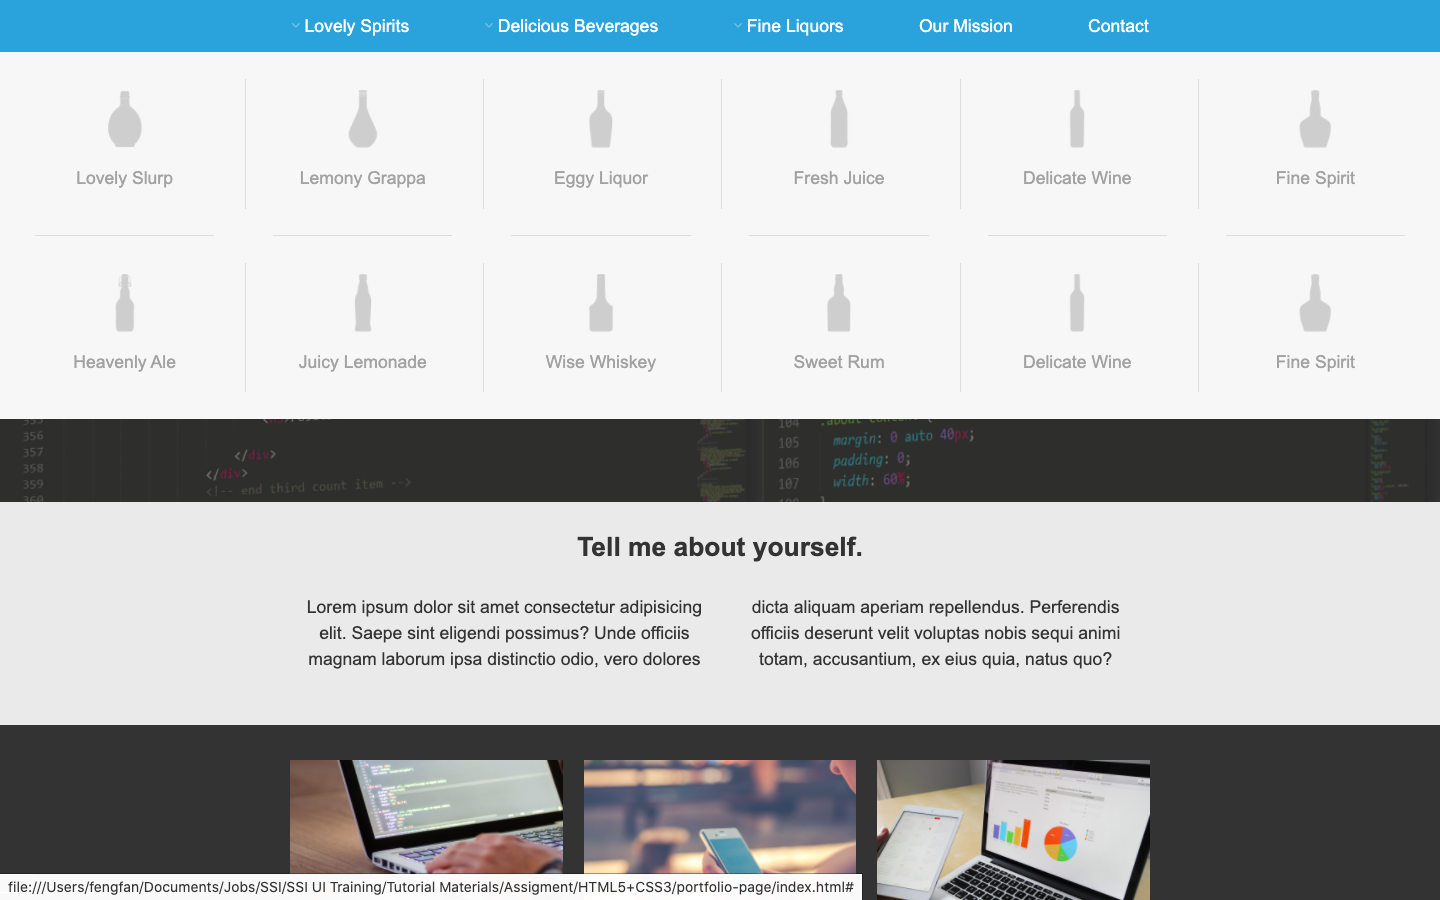 Lovely Spirits
Delicious Beverages
Fine Liquors
Our Mission
Contact
Lovely Slurp
Lemony Grappa
Eggy Liquor
Fresh Juice
Delicate Wine
Fine Spirit
Heavenly Ale
Juicy Lemonade
Wise Whiskey
Sweet Rum
Delicate Wine
Fine Spirit
356
357 </div>
358 </div>
359 <!-- end third count item -->
360
104 .about content {
105 margin: 0 auto 40px;
106 padding: 0;
107 width: 60%;
Tell me about yourself.
Lorem ipsum dolor sit amet consectetur adipisicing
elit. Saepe sint eligendi possimus? Unde officiis
magnam laborum ipsa distinctio odio, vero dolores
dicta aliquam aperiam repellendus. Perferendis
officiis deserunt velit voluptas nobis sequi animi
totam, accusantium, ex eius quia, natus quo?
file:///Users/fengfan/Documents/Jobs/SSI/SSI UI Training/Tutorial Materials/Assigment/HTML5+CSS3/portfolio-page/index.html#